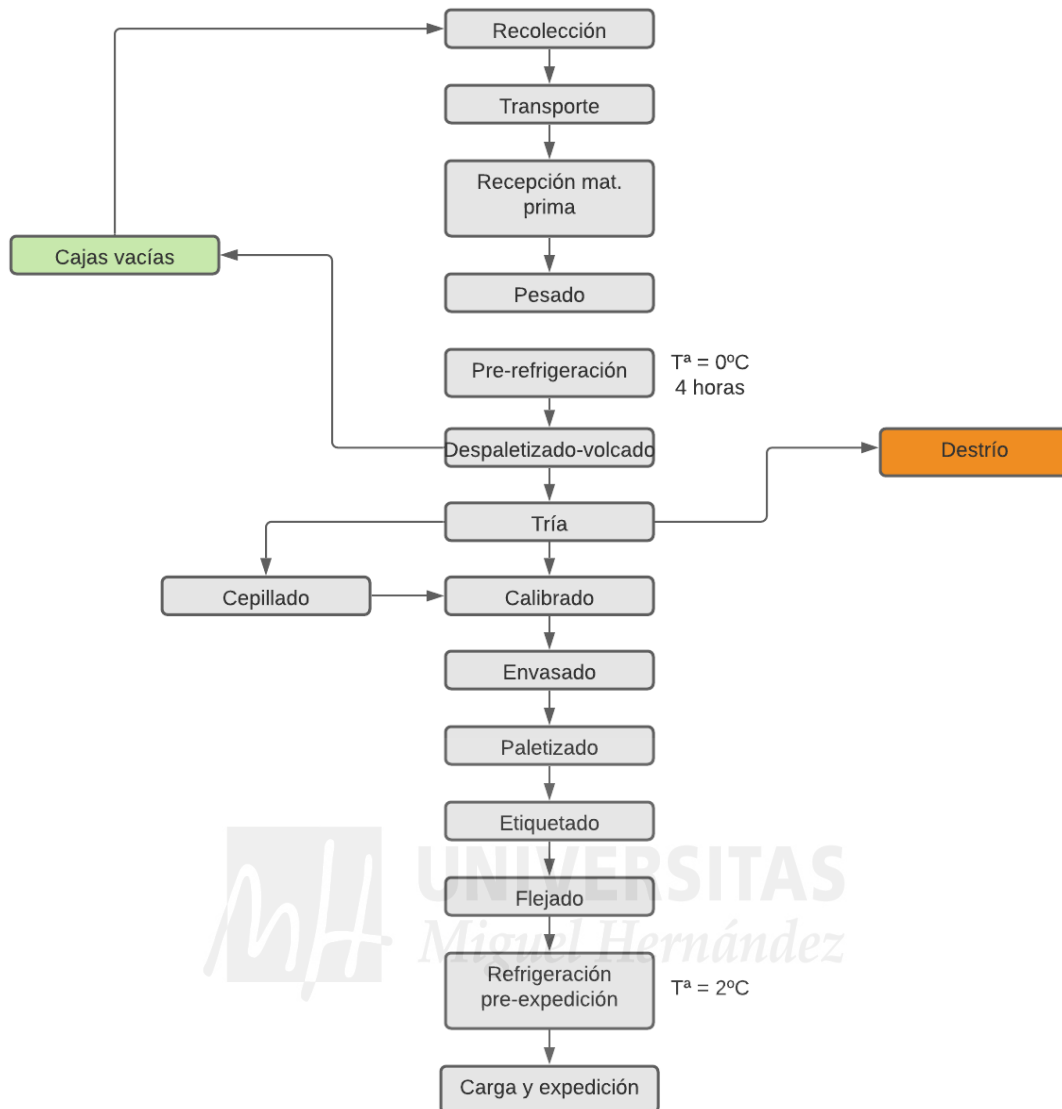 Recolección
Transporte
Recepción mat.
prima
Cajas vacías
Pesado
Pre-refrigeración
Tª = 0ºC
4 horas
Despaletizado-volcado
Destrío
Tría
Cepillado
Calibrado
Envasado
Paletizado
Etiquetado
UNIVERSITAS
Miguel Hernández
Flejado
Refrigeración
pre-expedición
Tª = 2ºC
Carga y expedición